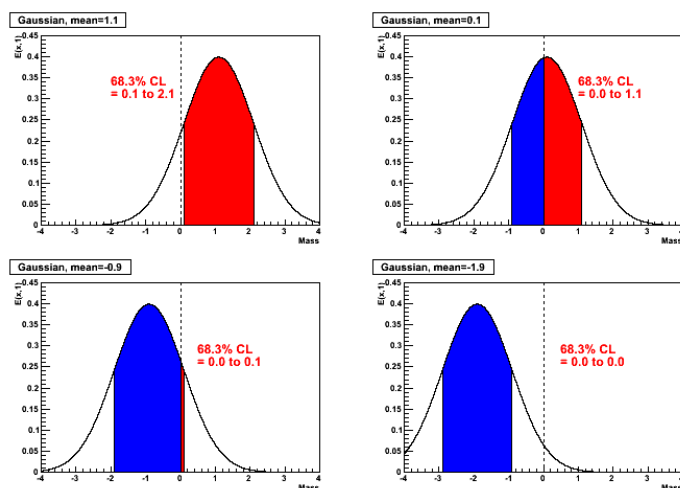 Gaussian, mean=1.1
E(x,1)
0.45
0.4
0.35
0.3
0.25
0.2
0.15
0.1
0.05
0
68.3% CL
= 0.1 to 2.1
-4 -3 -2 -1 0 1 2 3 4
Mass
Gaussian, mean=0.1
E(x,1)
0.45
0.4
0.35
0.3
0.25
0.2
0.15
0.1
0.05
0
68.3% CL
= 0.0 to 1.1
-4 -3 -2 -1 0 1 2 3 4
Mass
Gaussian, mean=-0.9
E(x,1)
0.45
0.4
0.35
0.3
0.25
0.2
0.15
0.1
0.05
0
68.3% CL
= 0.0 to 0.1
-4 -3 -2 -1 0 1 2 3 4
Mass
Gaussian, mean=-1.9
E(x,1)
0.45
0.4
0.35
0.3
0.25
0.2
0.15
0.1
0.05
0
68.3% CL
= 0.0 to 0.0
-4 -3 -2 -1 0 1 2 3 4
Mass